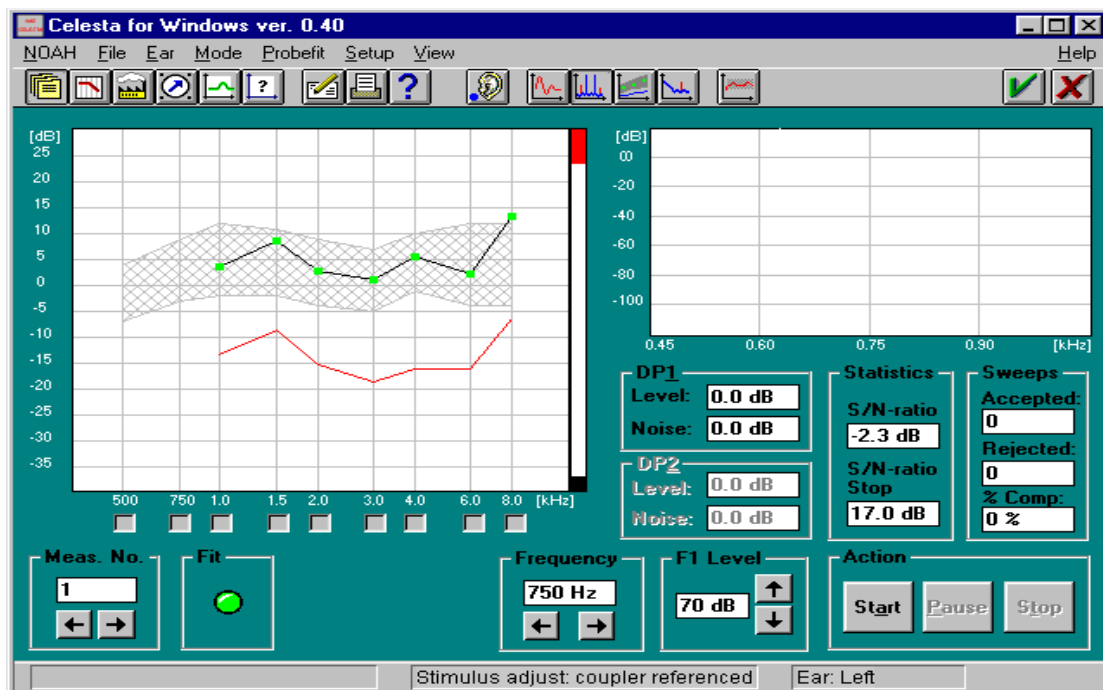 Celesta for Windows ver. 0.40
NOAH File Ear Mode Probefit Setup View Help
[dB]
25
20
15
10
5
0
-5
-10
-15
-20
-25
-30
-35
500 750 1.0 1.5 2.0 3.0 4.0 6.0 8.0 [kHz]
[dB]
00
-20
-40
-60
-80
-100
0.45 0.60 0.75 0.90 [kHz]
DP1
Level: 0.0 dB
Noise: 0.0 dB
DP2
Level: 0.0 dB
Noise: 0.0 dB
Statistics
S/N-ratio
-2.3 dB
S/N-ratio
Stop
17.0 dB
Sweeps
Accepted:
0
Rejected:
0
% Comp:
0 %
Meas. No.
1
Fit
Frequency
750 Hz
F1 Level
70 dB
Action
Start Pause Stop
Stimulus adjust: coupler referenced Ear: Left